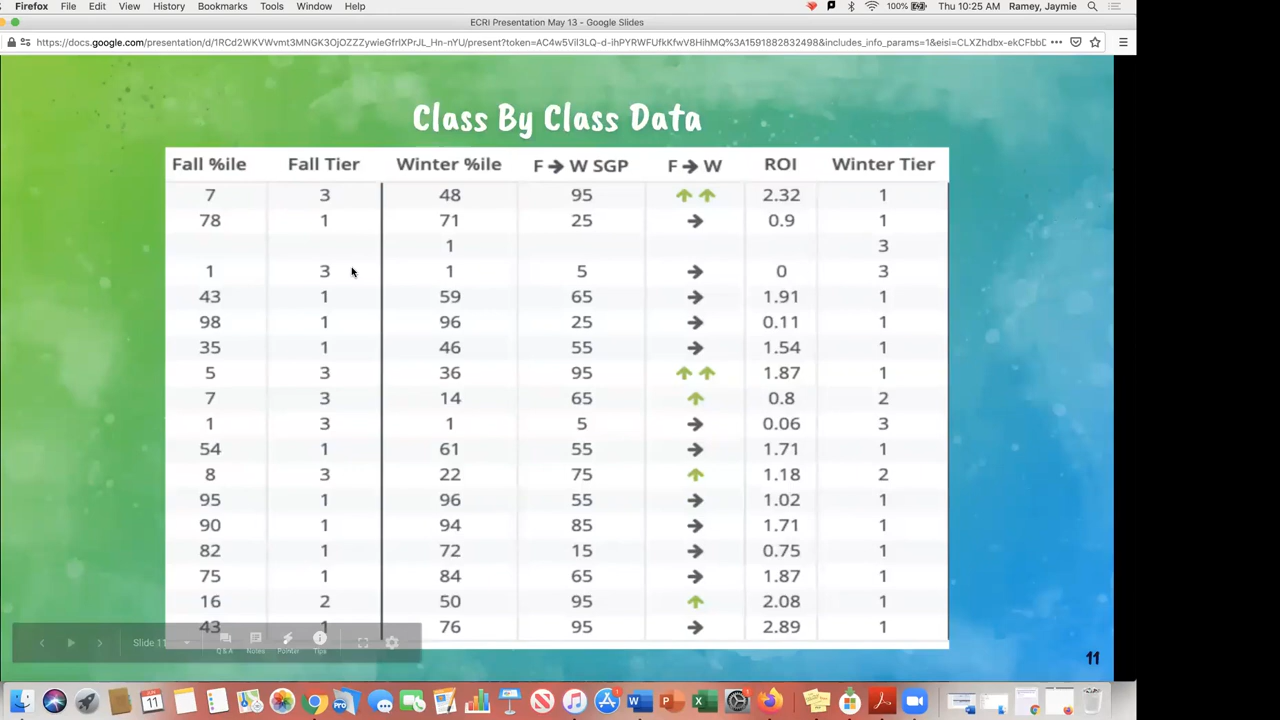 Firefox File Edit View History Bookmarks Tools Window Help 100% Thu 10:25 AM Ramey, Jaymie
ECRI Presentation May 13 - Google Slides
Class By Class Data
Fall %ile Fall Tier Winter %ile F → W SGP F → W ROI Winter Tier
7 3 48 95 ↑ ↑ 2.32 1
78 1 71 25 → 0.9 1
1 3
1 3 1 5 → 0 3
43 1 59 65 → 1.91 1
98 1 96 25 → 0.11 1
35 1 46 55 → 1.54 1
5 3 36 95 ↑ ↑ 1.87 1
7 3 14 65 ↑ 0.8 2
1 3 1 5 → 0.06 3
54 1 61 55 → 1.71 1
8 3 22 75 ↑ 1.18 2
95 1 96 55 → 1.02 1
90 1 94 85 → 1.71 1
82 1 72 15 → 0.75 1
75 1 84 65 → 1.87 1
16 2 50 95 ↑ 2.08 1
43 1 76 95 → 2.89 1
Slide 11
Q&A Notes Pointer Tips
11